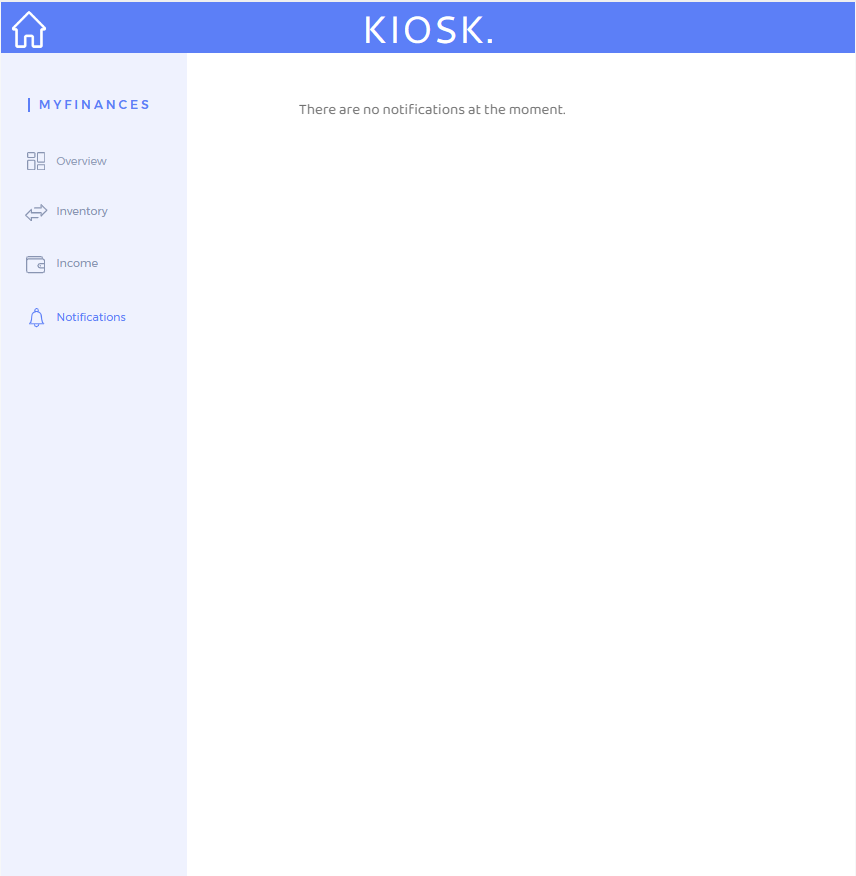 KIOSK.
MYFINANCES
There are no notifications at the moment.
Overview
Inventory
Income
Notifications